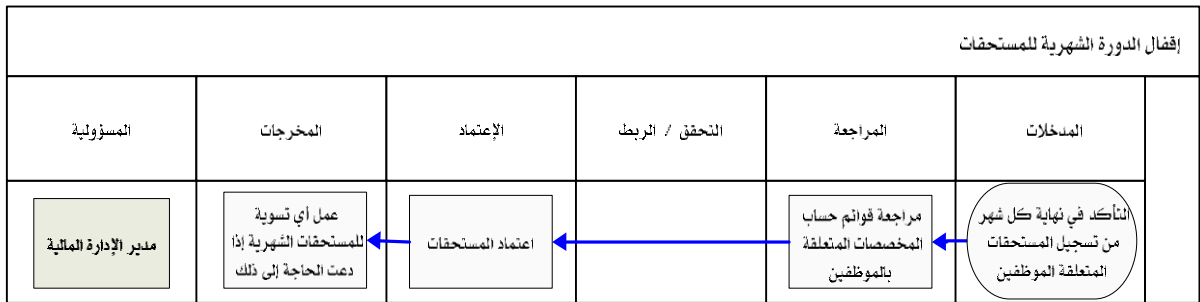 إقفال الدورة الشهرية للمستحقات
المدخلات
المراجعة
التحقق / الربط
الإعتماد
المخرجات
المسؤولية
التأكد في نهاية كل شهر
من تسجيل المستحقات
المتعلقة الموظفين
مراجعة قوائم حساب
المخصصات المتعلقة
بالموظفين
اعتماد المستحقات
عمل أي تسوية
للمستحقات الشهرية إذا
دعت الحاجة إلى ذلك
مدير الإدارة المالية